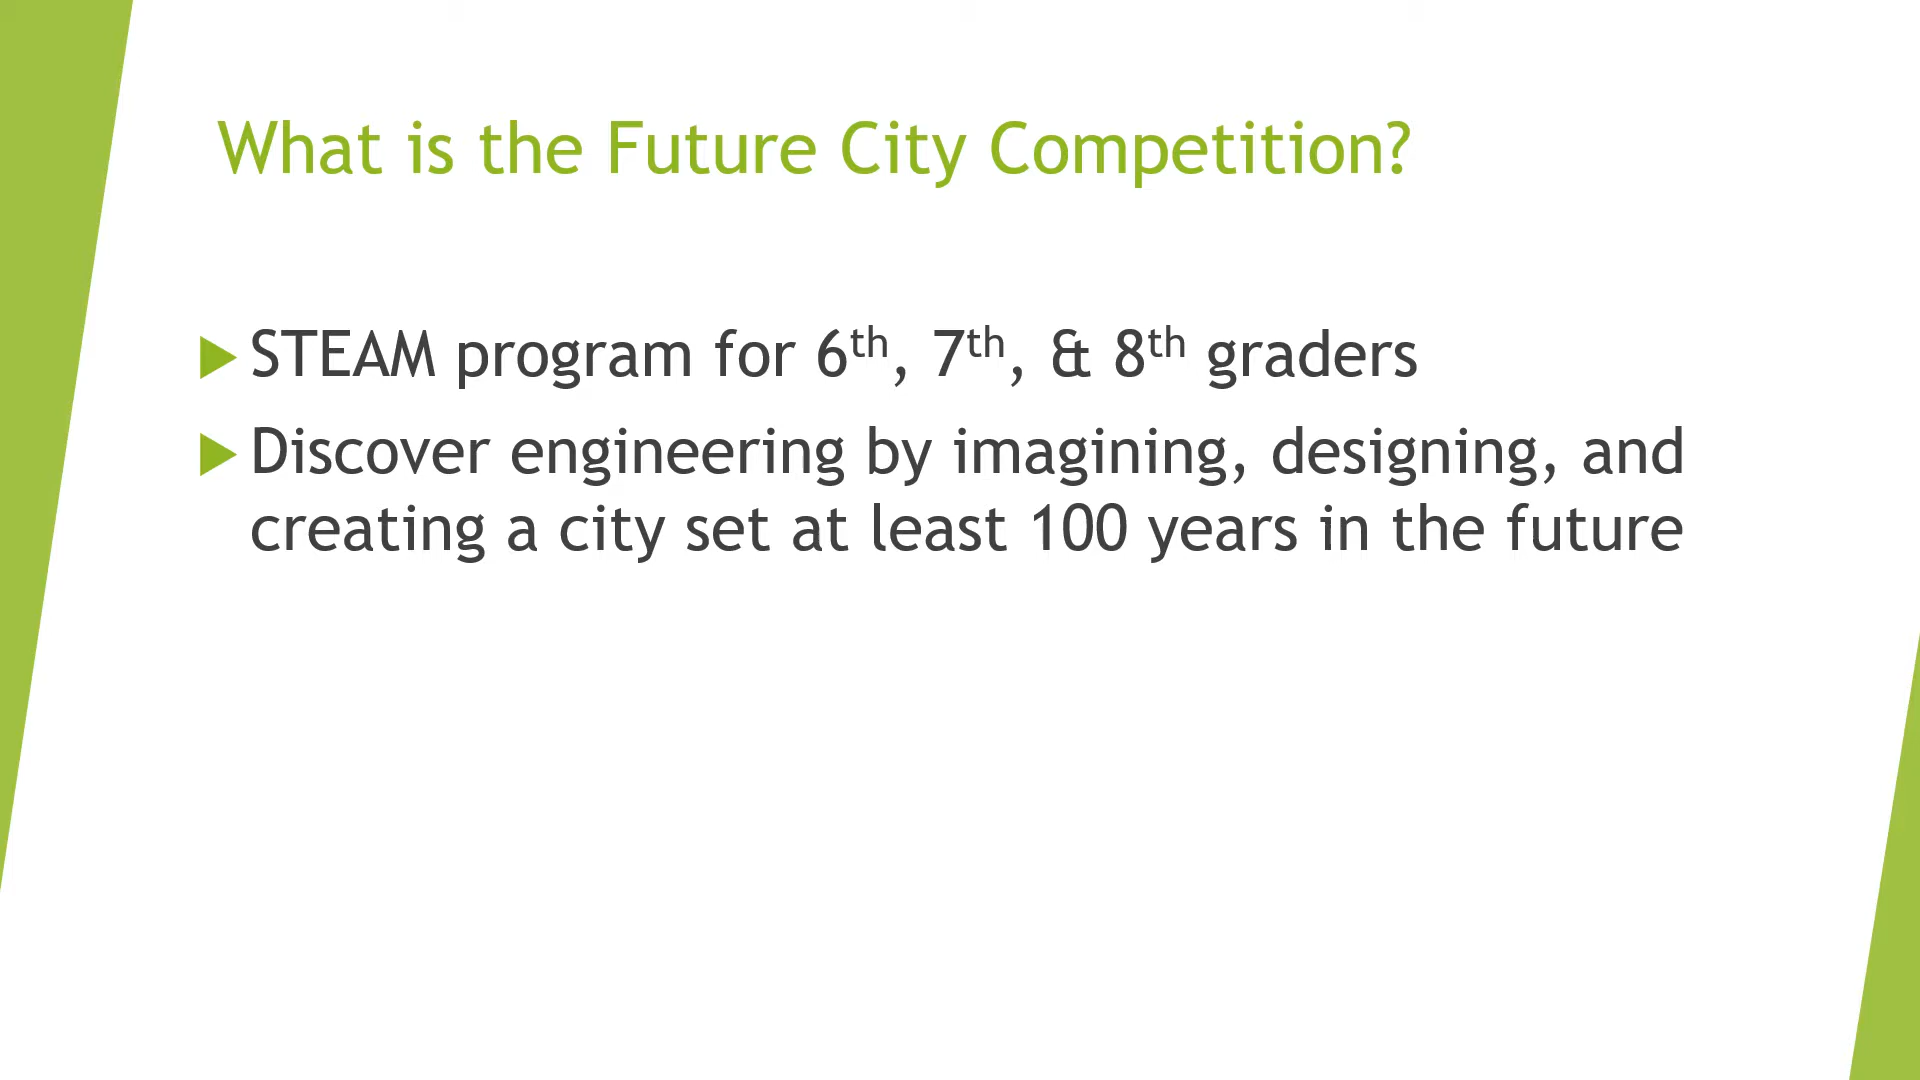 What is the Future City Competition?
STEAM program for 6th, 7th, & 8th graders
Discover engineering by imagining, designing, and
creating a city set at least 100 years in the future